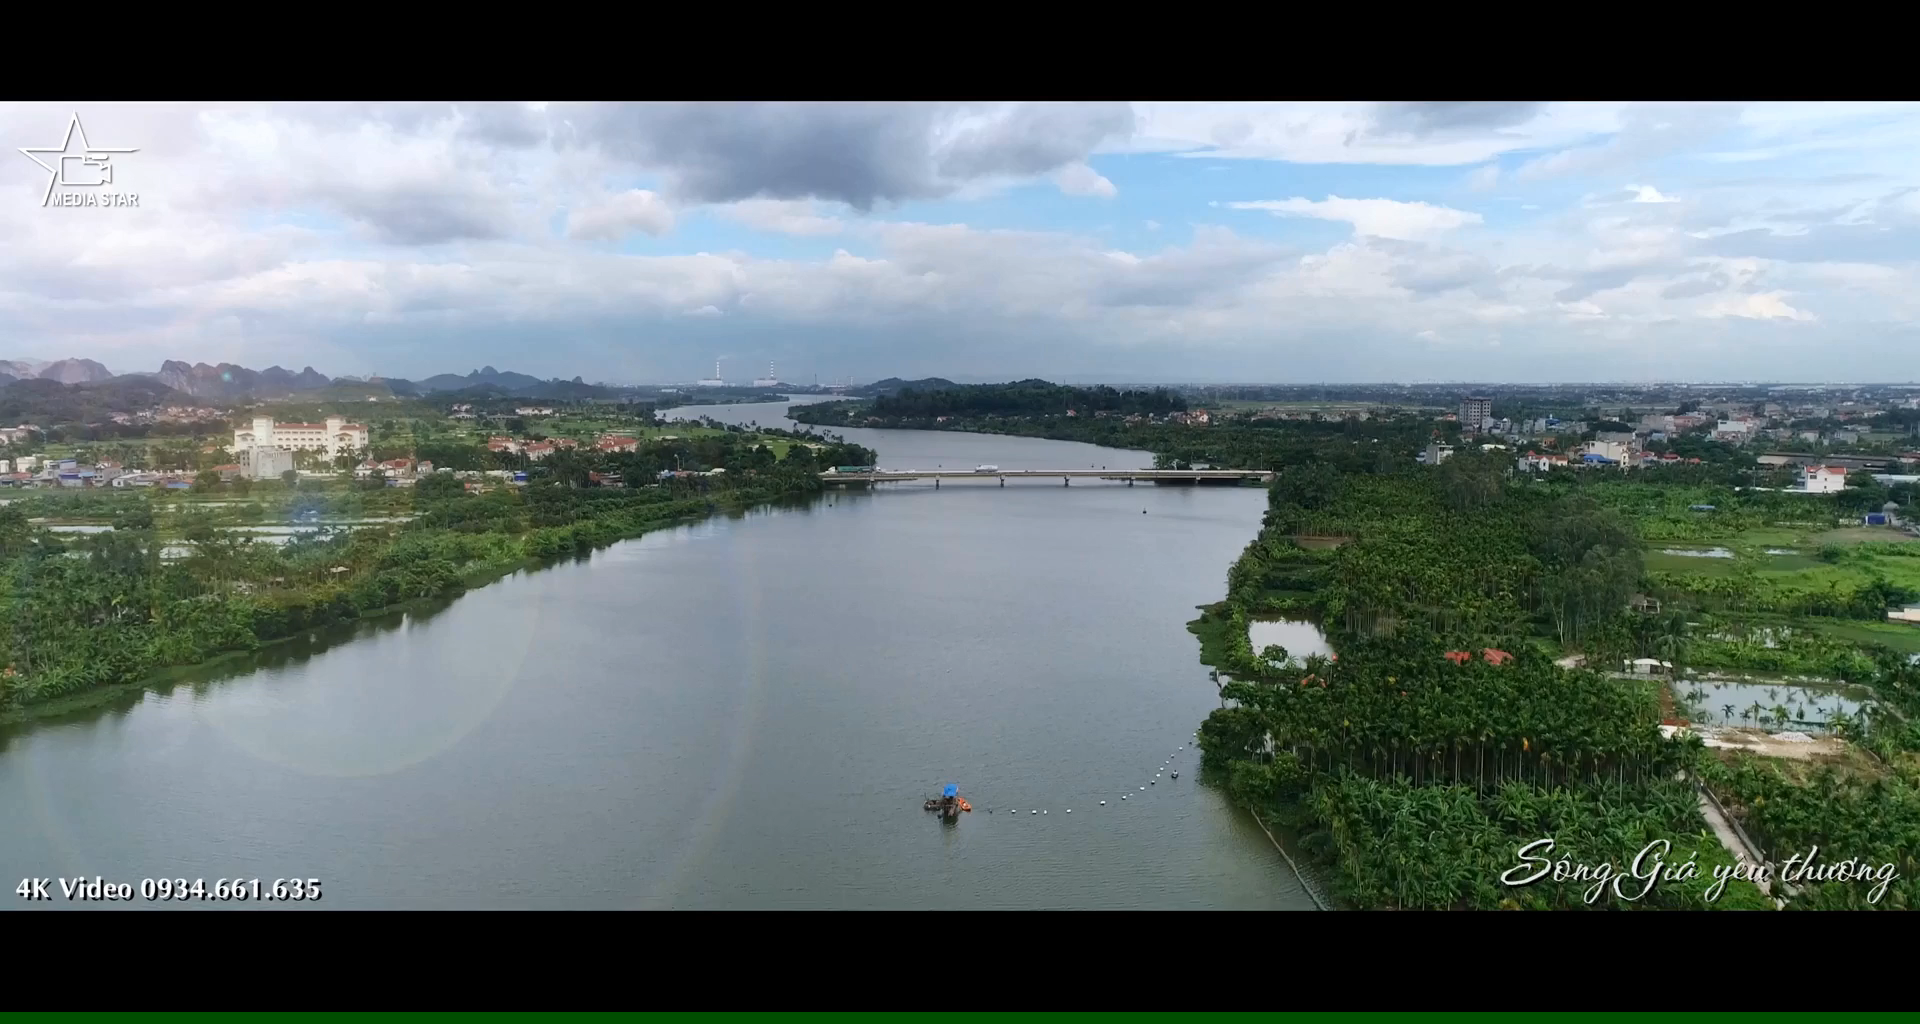 MEDIA STAR
4K Video 0934.661.635
Sông Giá yêu thương